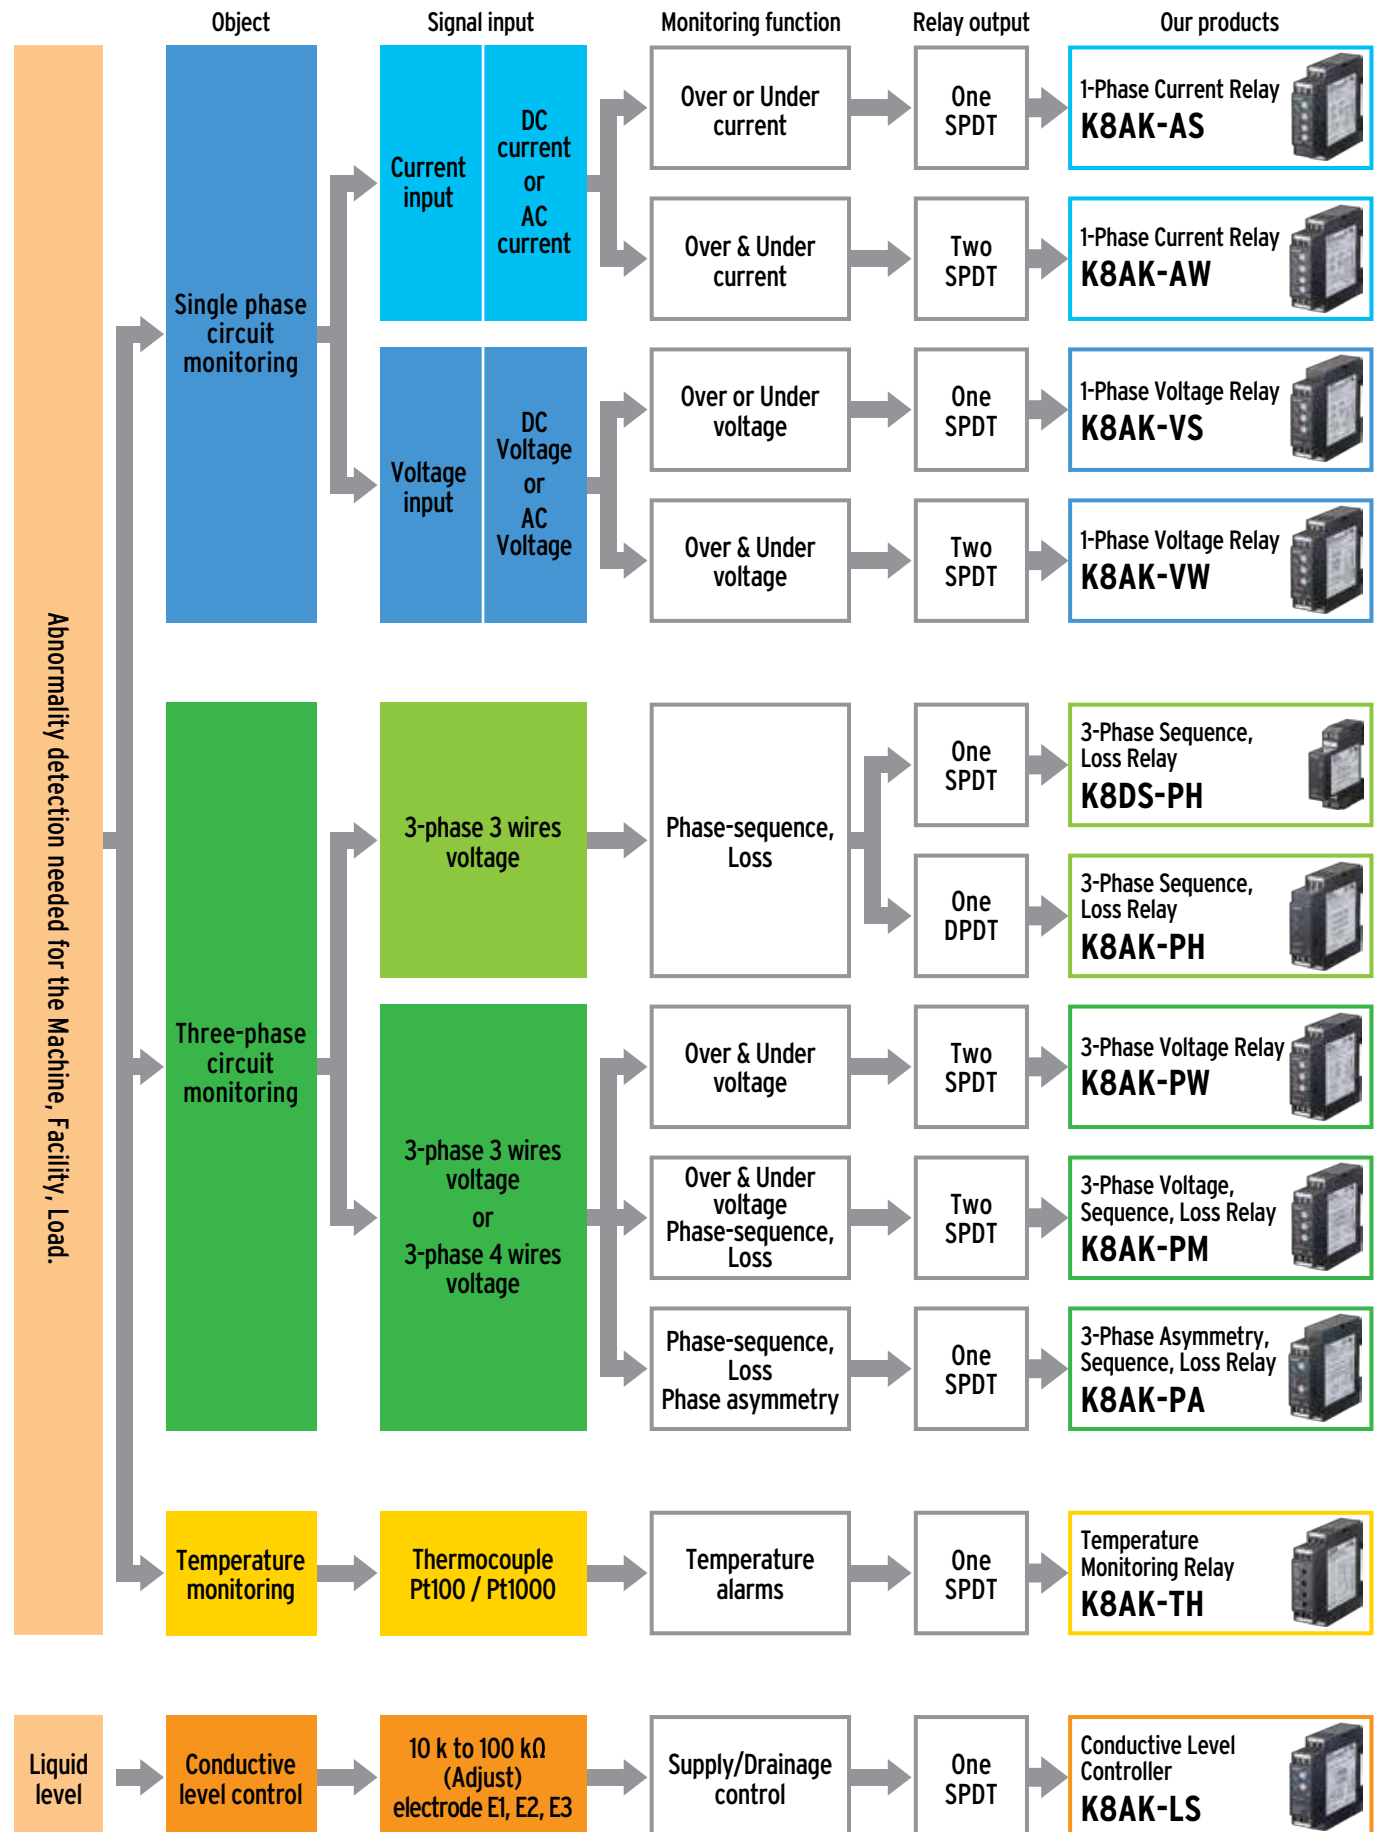 Object
Signal input
Monitoring function
Relay output
Our products
Abnormality detection needed for the Machine, Facility, Load.
Single phase
circuit
monitoring
Current
input
DC
current
or
AC
current
Over or Under
current
One
SPDT
1-Phase Current Relay
K8AK-AS
Over & Under
current
Two
SPDT
1-Phase Current Relay
K8AK-AW
Voltage
input
DC
Voltage
or
AC
Voltage
Over or Under
voltage
One
SPDT
1-Phase Voltage Relay
K8AK-VS
Over & Under
voltage
Two
SPDT
1-Phase Voltage Relay
K8AK-VW
Three-phase
circuit
monitoring
3-phase 3 wires
voltage
Phase-sequence,
Loss
One
SPDT
3-Phase Sequence,
Loss Relay
K8DS-PH
One
DPDT
3-Phase Sequence,
Loss Relay
K8AK-PH
3-phase 3 wires
voltage
or
3-phase 4 wires
voltage
Over & Under
voltage
Two
SPDT
3-Phase Voltage Relay
K8AK-PW
Over & Under
voltage
Phase-sequence,
Loss
Two
SPDT
3-Phase Voltage,
Sequence, Loss Relay
K8AK-PM
Phase-sequence,
Loss
Phase asymmetry
One
SPDT
3-Phase Asymmetry,
Sequence, Loss Relay
K8AK-PA
Temperature
monitoring
Thermocouple
Pt100 / Pt1000
Temperature
alarms
One
SPDT
Temperature
Monitoring Relay
K8AK-TH
Liquid
level
Conductive
level control
10 k to 100 kΩ
(Adjust)
electrode E1, E2, E3
Supply/Drainage
control
One
SPDT
Conductive Level
Controller
K8AK-LS